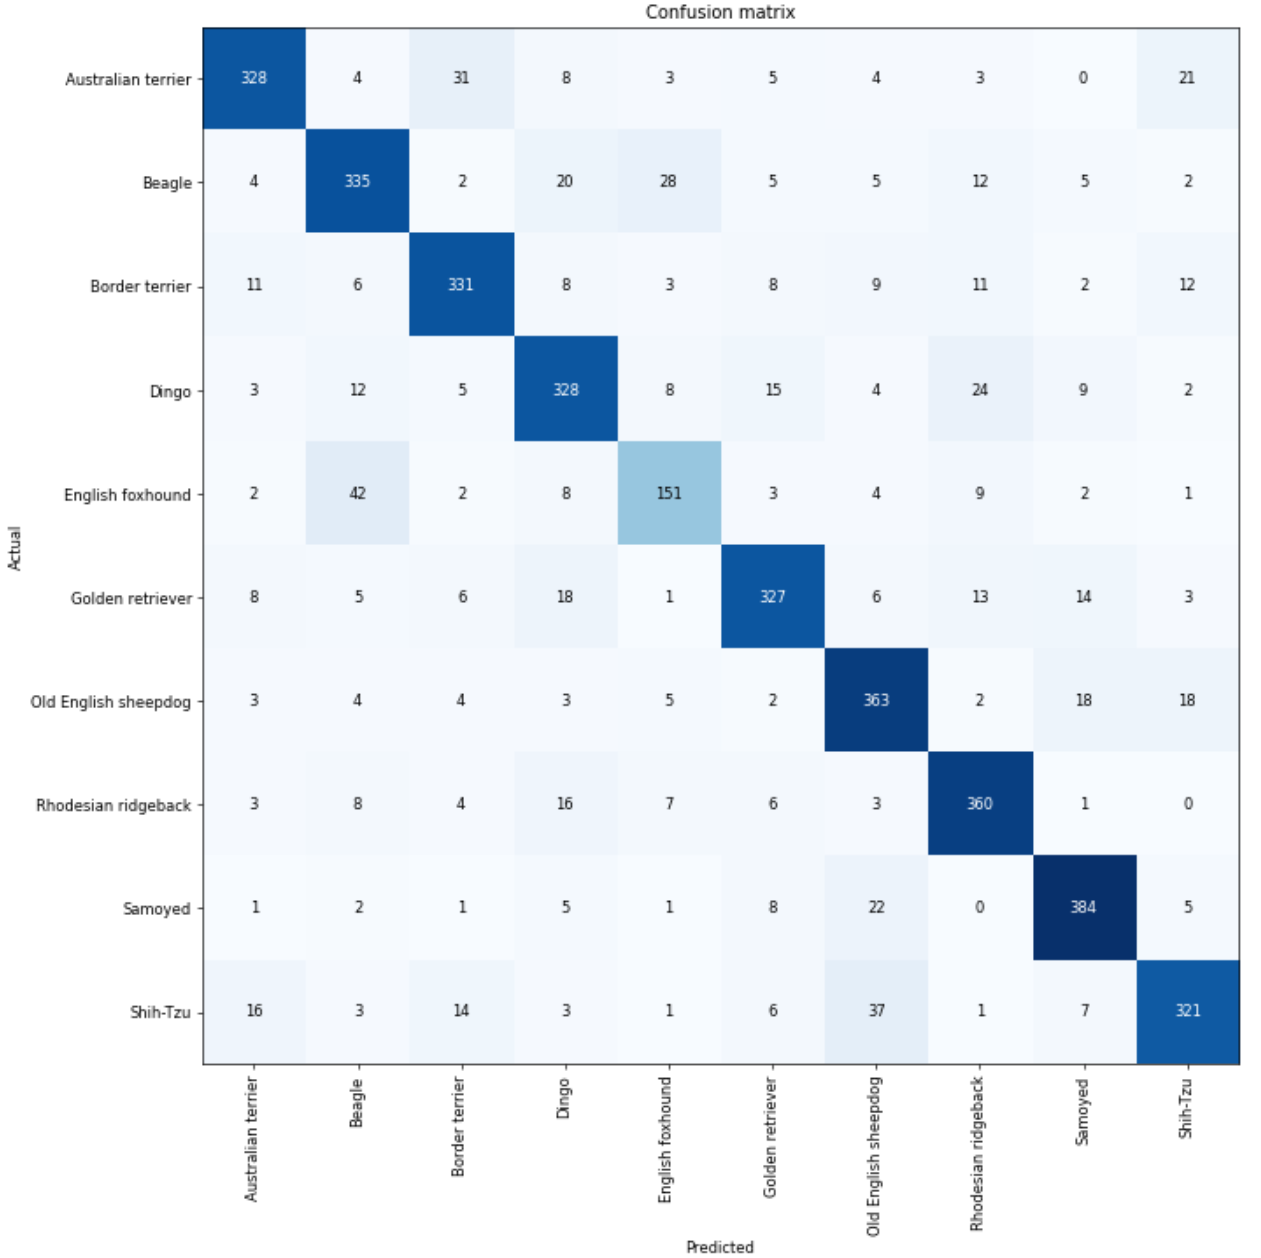 Confusion matrix
Australian terrier 328 4 31 8 3 5 4 3 0 21
Beagle 4 335 2 20 28 5 5 12 5 2
Border terrier 11 6 331 8 3 8 9 11 2 12
Dingo 3 12 5 328 8 15 4 24 9 2
English foxhound 2 42 2 8 151 3 4 9 2 1
Golden retriever 8 5 6 18 1 327 6 13 14 3
Old English sheepdog 3 4 4 3 5 2 363 2 18 18
Rhodesian ridgeback 3 8 4 16 7 6 3 360 1 0
Samoyed 1 2 1 5 1 8 22 0 384 5
Shih-Tzu 16 3 14 3 1 6 37 1 7 321
Actual
Australian terrier
Beagle
Border terrier
Dingo
English foxhound
Golden retriever
Old English sheepdog
Rhodesian ridgeback
Samoyed
Shih-Tzu
Predicted